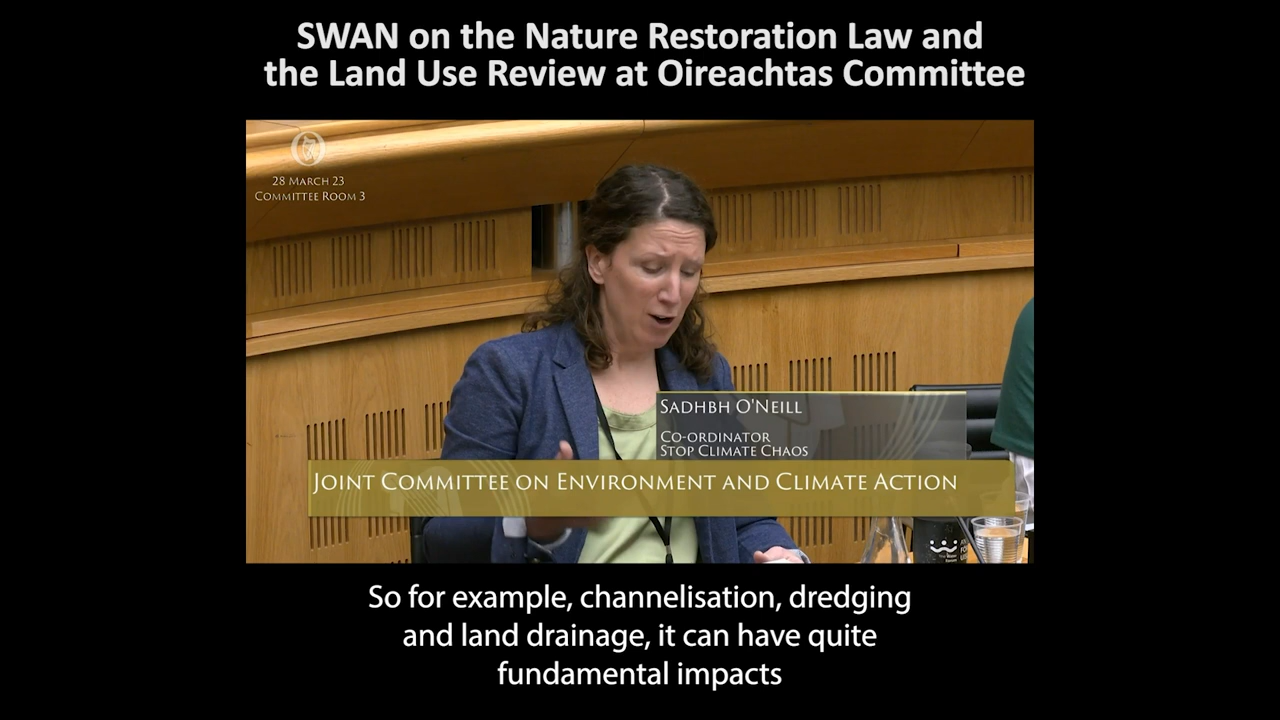 SWAN on the Nature Restoration Law and
the Land Use Review at Oireachtas Committee
28 March 23
Committee Room 3
Sadhbh O'Neill
Co-ordinator
Stop Climate Chaos
Joint Committee on Environment and Climate Action
So for example, channelisation, dredging
and land drainage, it can have quite
fundamental impacts